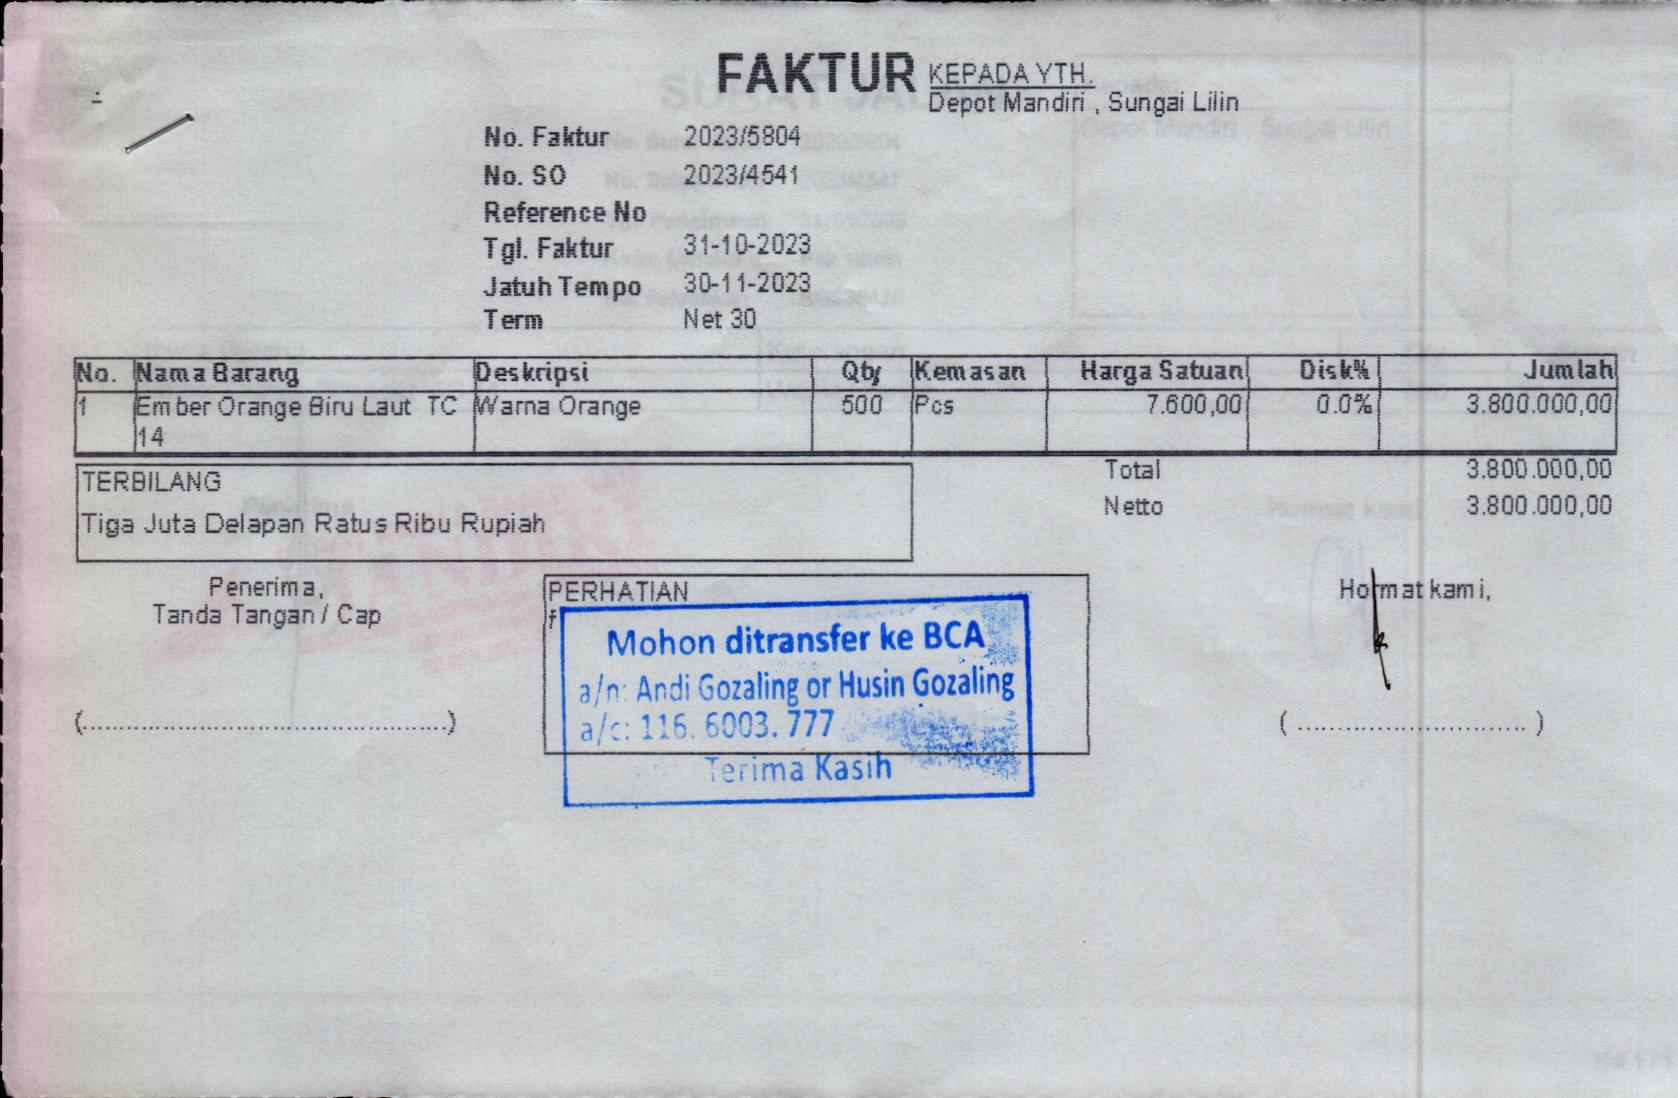 FAKTUR
KEPADA YTH.
Depot Mandiri , Sungai Lilin
No. Faktur 2023/5804
No. SO 2023/4541
Reference No
Tgl. Faktur 31-10-2023
Jatuh Tempo 30-11-2023
Term Net 30
No. Nama Barang Deskripsi Qty Kemasan Harga Satuan Disk% Jumlah
1 Ember Orange Biru Laut TC Warna Orange 500 Pcs 7.600,00 0.0% 3.800.000,00
14
TERBILANG
Tiga Juta Delapan Ratus Ribu Rupiah
Total 3.800.000,00
Netto 3.800.000,00
Penerima,
Tanda Tangan / Cap
(................................................)
PERHATIAN
f
Mohon ditransfer ke BCA
a/n: Andi Gozaling or Husin Gozaling
a/c: 116. 6003. 777
Terima Kasih
Hormat kami,
( .............................. )